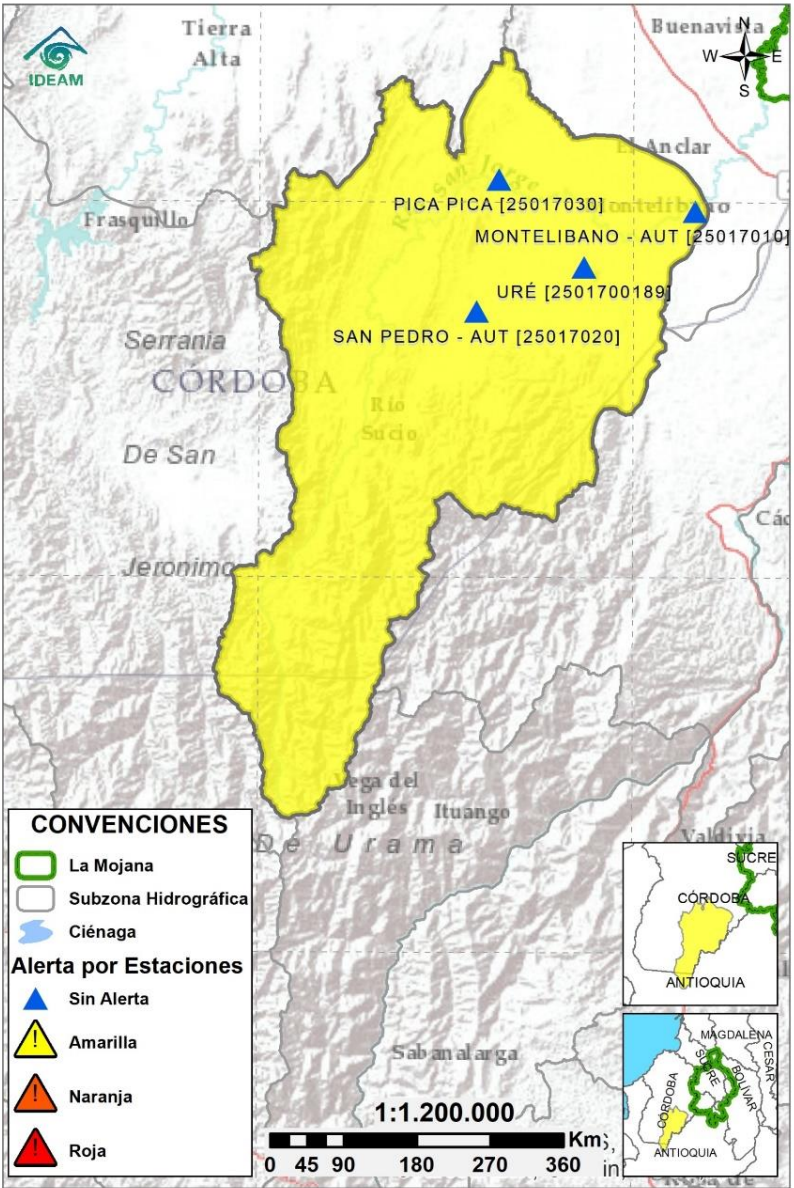 IDEAM
Tierra
Alta
Buenavista
N
W
E
S
El Anclar
PICA PICA [25017030]
Frasquillo
MONTELIBANO - AUT [25017010]
URÉ [2501700189]
SAN PEDRO - AUT [25017020]
Serrania
CÓRDOBA
Río
Sucio
De San
Jeronimo
Vega del
Ingles
Ituango
De Urama
Valdivia
Sabanalarga
CONVENCIONES
La Mojana
Subzona Hidrográfica
Ciénaga
Alerta por Estaciones
Sin Alerta
Amarilla
Naranja
Roja
1:1.200.000
Km
0 45 90 180 270 360
SUCRE
CÓRDOBA
ANTIOQUIA
MAGDALENA
CESAR
SUCRE
BOLÍVAR
CÓRDOBA
ANTIOQUIA